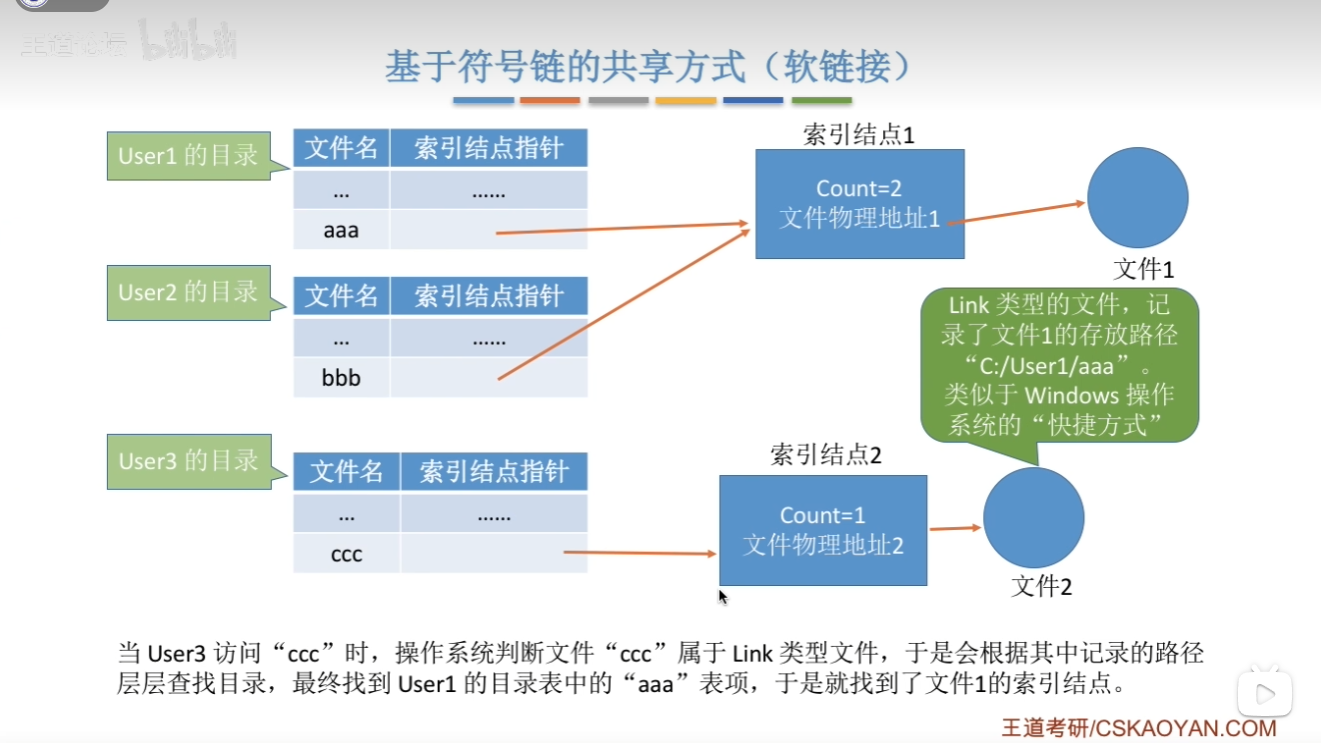 王道论坛 bilibili
基于符号链的共享方式（软链接）
User1 的目录
文件名 索引结点指针
... ......
aaa
索引结点1
Count=2
文件物理地址1
文件1
User2 的目录
文件名 索引结点指针
... ......
bbb
Link 类型的文件，记
录了文件1的存放路径
“C:/User1/aaa”。
类似于 Windows 操作
系统的“快捷方式”
User3 的目录
文件名 索引结点指针
... ......
ccc
索引结点2
Count=1
文件物理地址2
文件2
当 User3 访问“ccc”时，操作系统判断文件“ccc”属于 Link 类型文件，于是会根据其中记录的路径
层层查找目录，最终找到 User1 的目录表中的“aaa”表项，于是就找到了文件1的索引结点。
王道考研/CSKAOYAN.COM